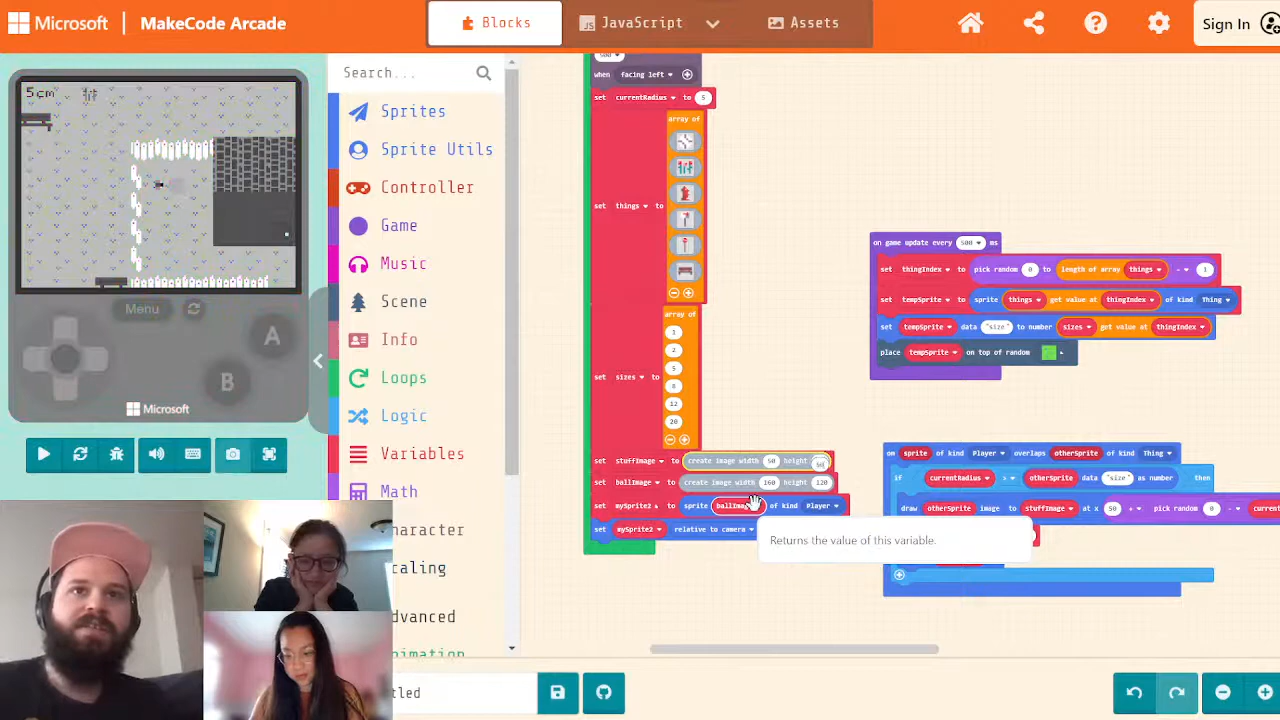 Microsoft | MakeCode Arcade
Blocks
JavaScript
Assets
Sign In
Search...
Sprites
Sprite Utils
Controller
Game
Music
Scene
Info
Loops
Logic
Variables
Math
5cm
Menu
A
B
Microsoft
500
when facing left
set currentRadius to 5
array of
set things to
array of
1
2
5
8
12
20
set sizes to
set stuffImage to create image width 50 height 50
set ballImage to create image width 160 height 120
set mySprite2 to sprite ballImage of kind Player
set mySprite2 relative to camera
Returns the value of this variable.
on game update every 500 ms
set thingIndex to pick random 0 to length of array things - 1
set tempSprite to sprite things get value at thingIndex of kind Thing
set tempSprite data "size" to number sizes get value at thingIndex
place tempSprite on top of random
on sprite of kind Player overlaps otherSprite of kind Thing
if currentRadius > otherSprite data "size" as number then
draw otherSprite image to stuffImage at x 50 + pick random 0 -